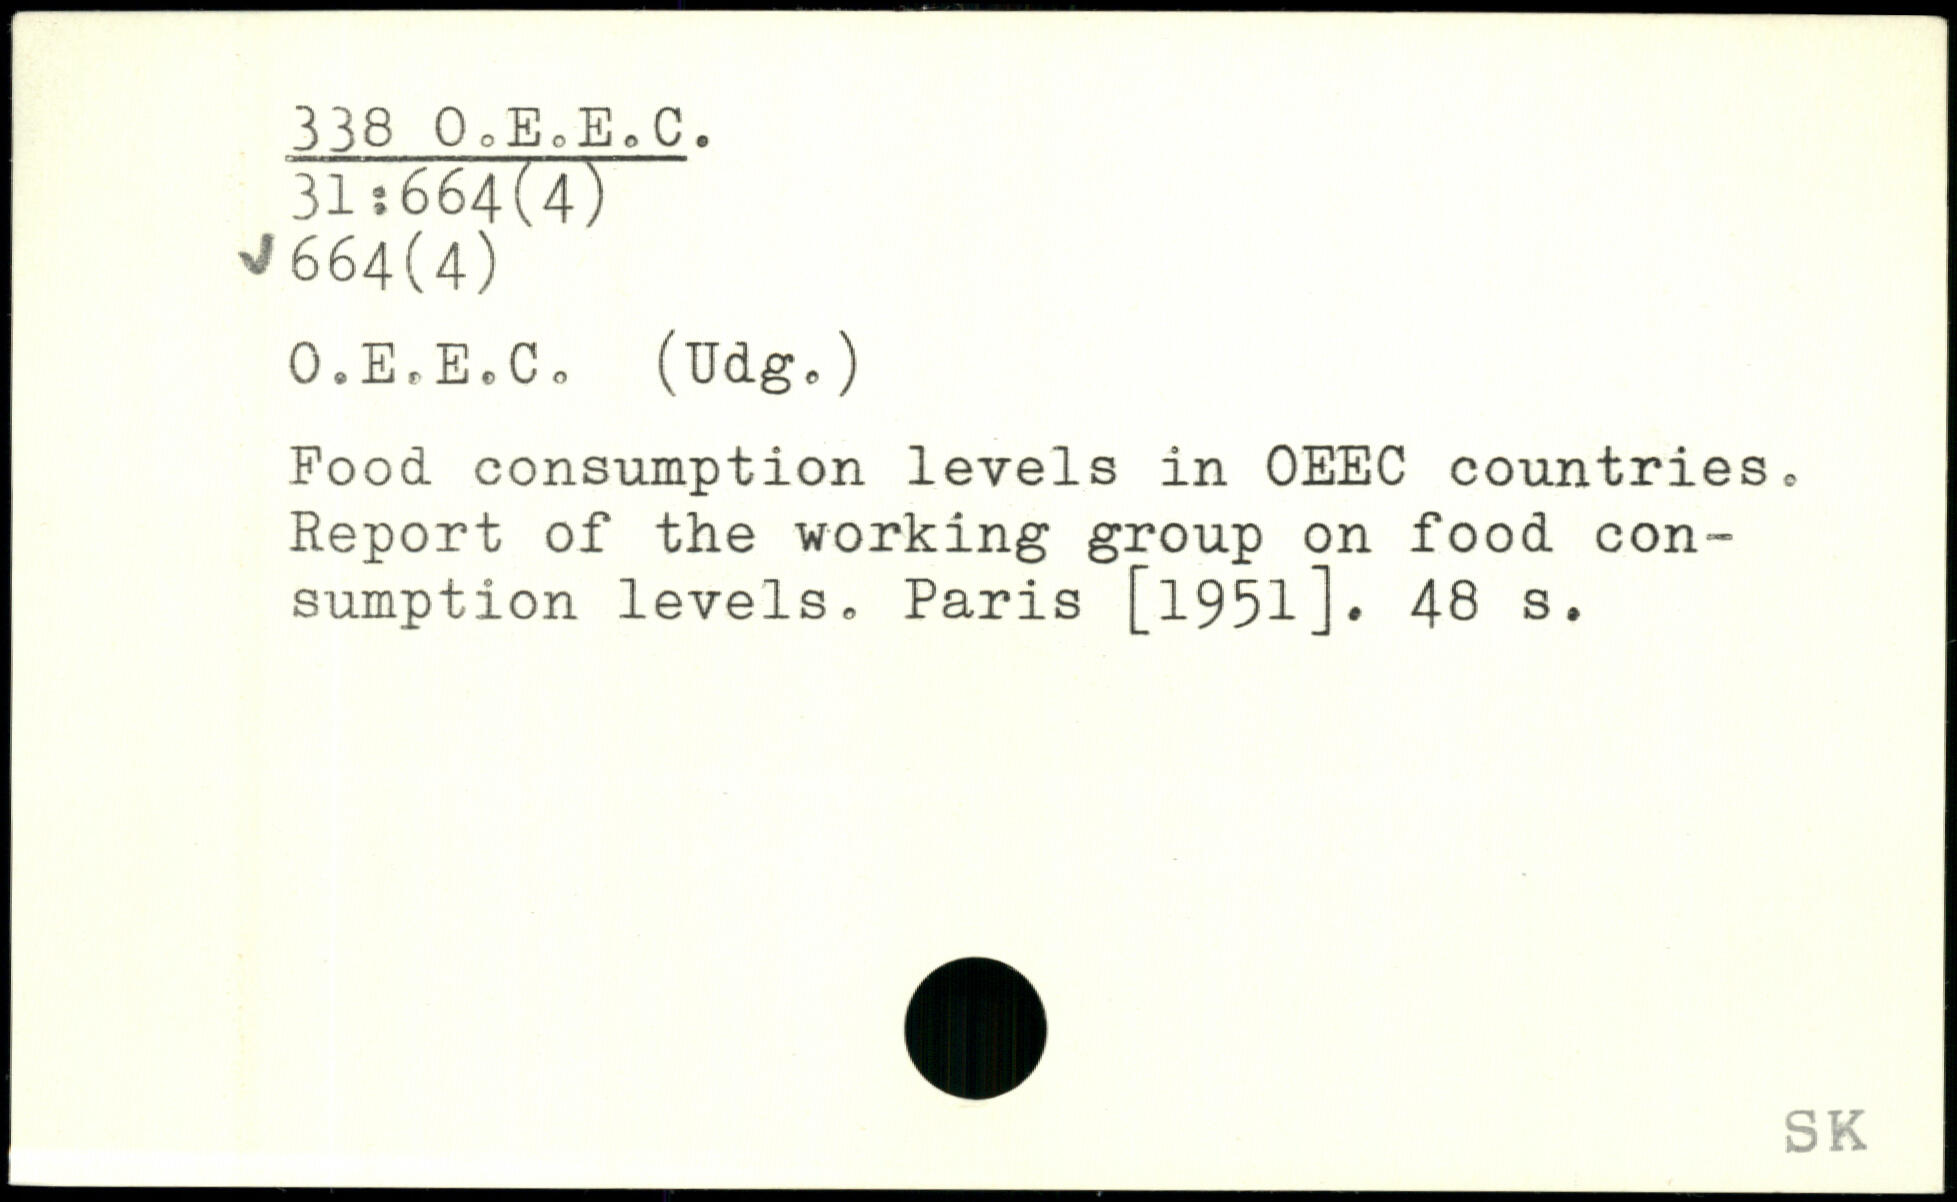 338 O.E.E.C.
31:664(4)
✓ 664(4)
O.E.E.C. (Udg.)
Food consumption levels in OEEC countries.
Report of the working group on food con-
sumption levels. Paris [1951]. 48 s.
SK